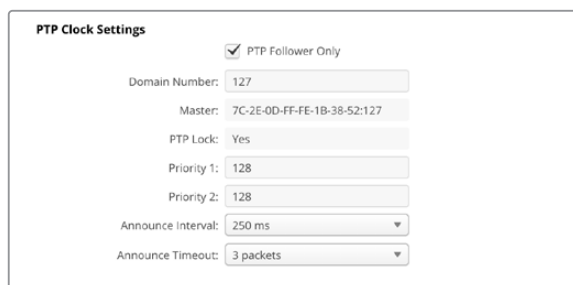 PTP Clock Settings
PTP Follower Only
Domain Number: 127
Master: 7C-2E-0D-FF-FE-1B-38-52:127
PTP Lock: Yes
Priority 1: 128
Priority 2: 128
Announce Interval: 250 ms
Announce Timeout: 3 packets